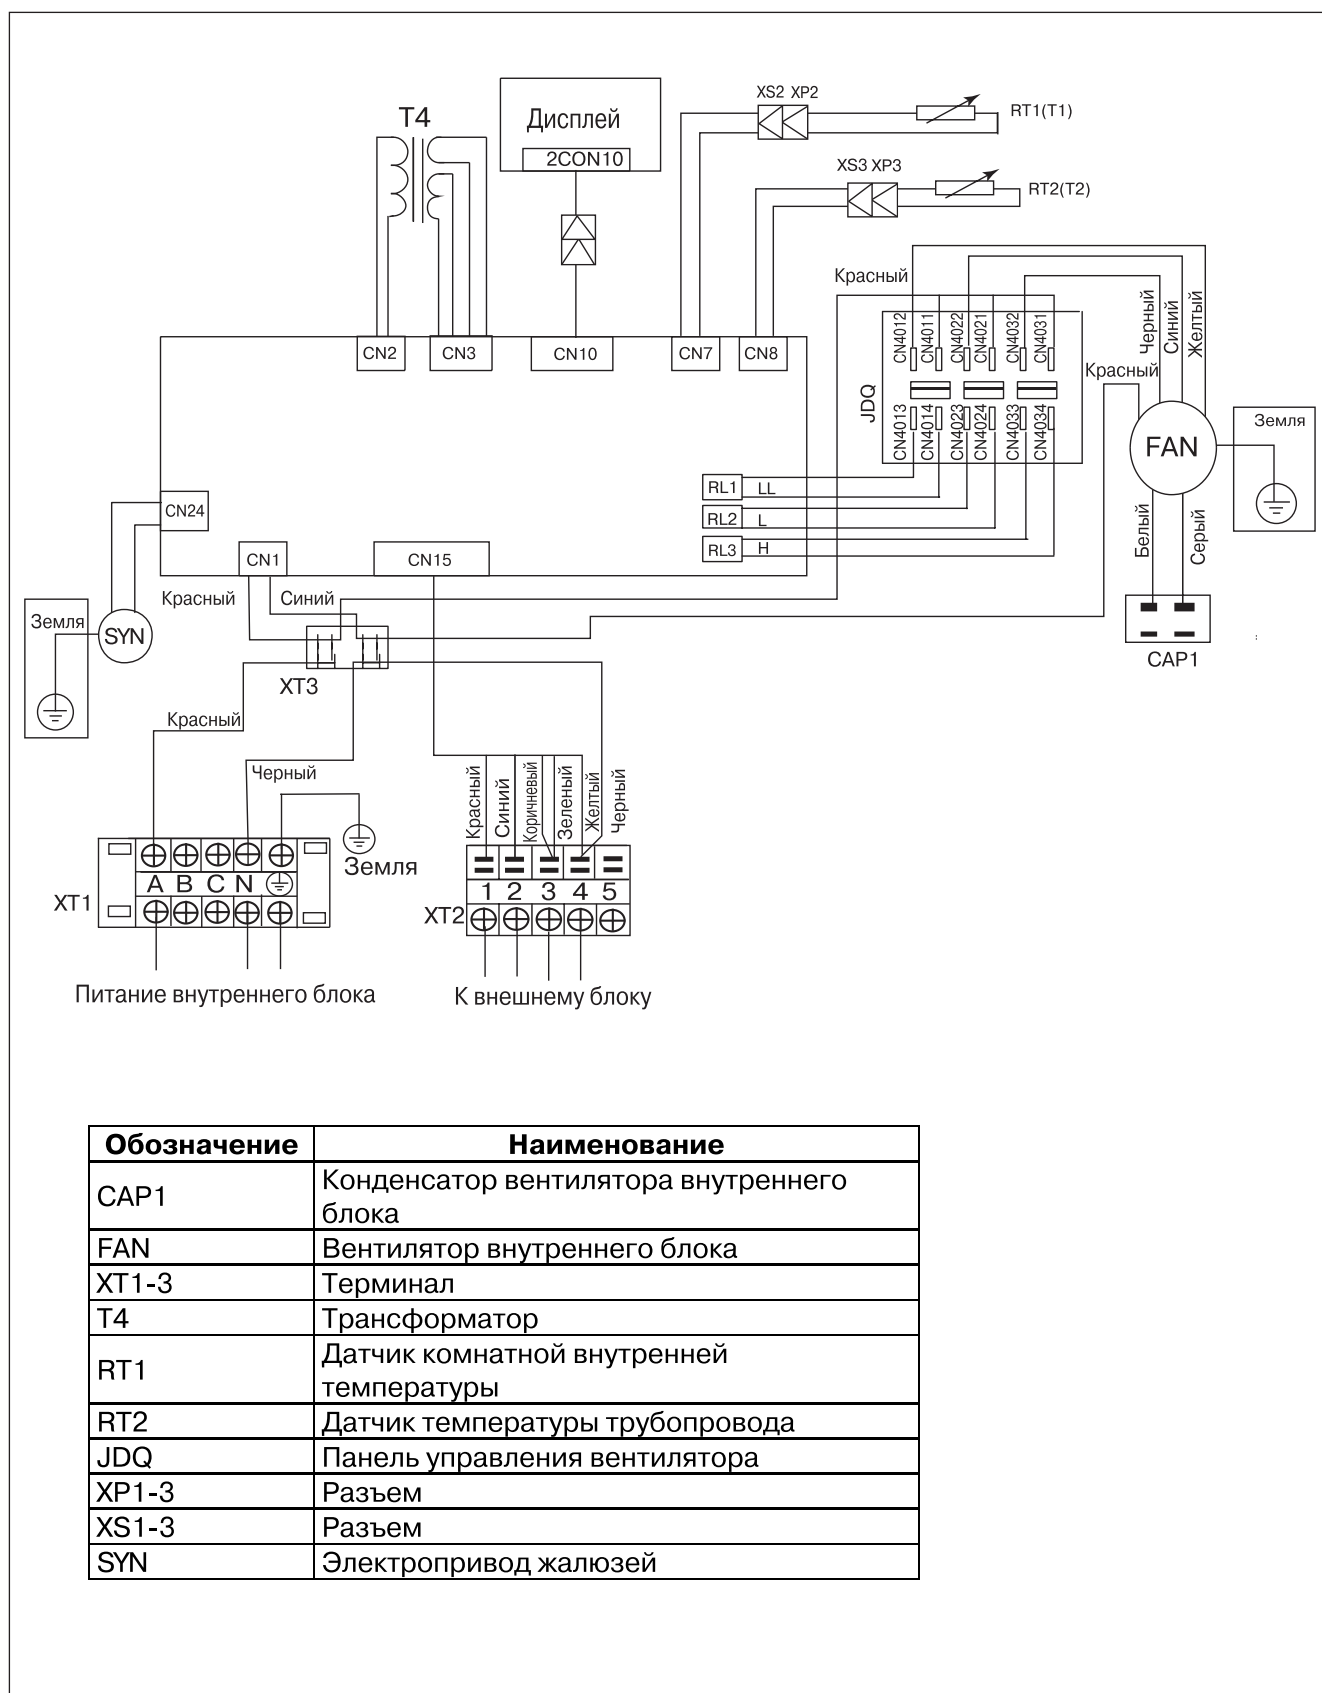 XS2 XP2
T4
Дисплей
RT1(T1)
2CON10
XS3 XP3
RT2(T2)
Красный
Черный
Синий
Желтый
CN4012
CN4011
CN4022
CN4021
CN4032
CN4031
CN2
CN3
CN10
CN7
CN8
Красный
JDQ
CN4013
CN4014
CN4023
CN4024
CN4033
CN4034
Земля
FAN
RL1
LL
CN24
RL2
L
RL3
H
Белый
Серый
CN1
CN15
Красный
Синий
Земля
SYN
XT3
CAP1
Красный
Черный
Красный
Синий
Коричневый
Зеленый
Желтый
Черный
Земля
A B C N
XT1
1 2 3 4 5
XT2
Питание внутреннего блока
К внешнему блоку
Обозначение Наименование
CAP1 Конденсатор вентилятора внутреннего
блока
FAN Вентилятор внутреннего блока
XT1-3 Терминал
T4 Трансформатор
RT1 Датчик комнатной внутренней
температуры
RT2 Датчик температуры трубопровода
JDQ Панель управления вентилятора
XP1-3 Разъем
XS1-3 Разъем
SYN Электропривод жалюзей